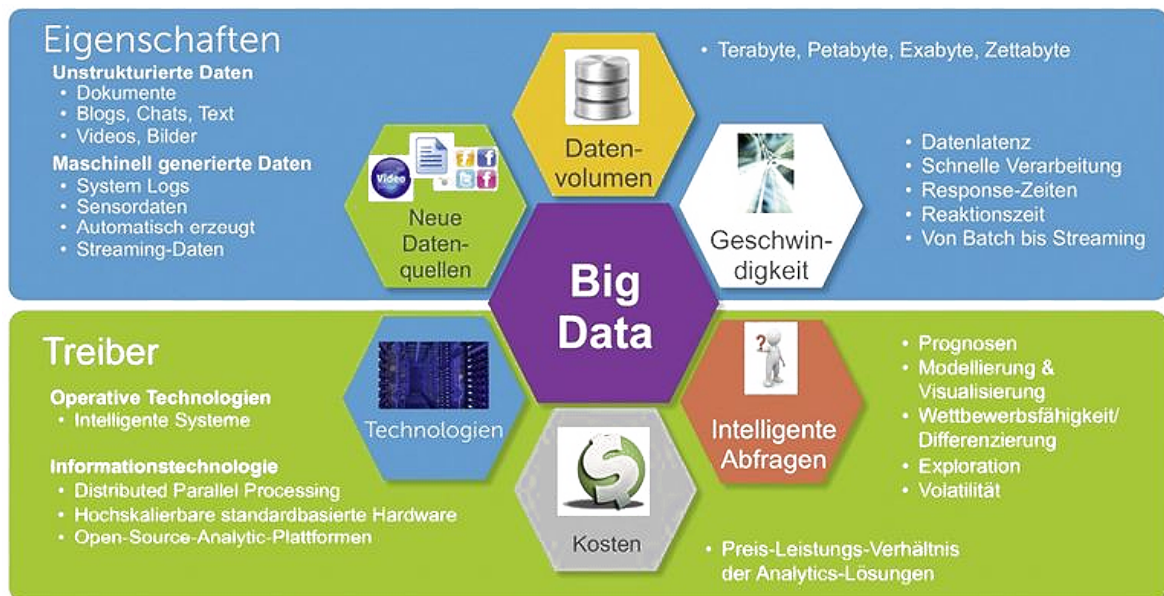 Eigenschaften
Unstrukturierte Daten
• Dokumente
• Blogs, Chats, Text
• Videos, Bilder
Maschinell generierte Daten
• System Logs
• Sensordaten
• Automatisch erzeugt
• Streaming-Daten
Video
Neue
Daten-
quellen
Daten-
volumen
• Terabyte, Petabyte, Exabyte, Zettabyte
Geschwin-
digkeit
• Datenlatenz
• Schnelle Verarbeitung
• Response-Zeiten
• Reaktionszeit
• Von Batch bis Streaming
Big
Data
Treiber
Operative Technologien
• Intelligente Systeme
Informationstechnologie
• Distributed Parallel Processing
• Hochskalierbare standardbasierte Hardware
• Open-Source-Analytic-Plattformen
Technologien
Kosten
• Preis-Leistungs-Verhältnis
der Analytics-Lösungen
?
Intelligente
Abfragen
• Prognosen
• Modellierung &
Visualisierung
• Wettbewerbsfähigkeit/
Differenzierung
• Exploration
• Volatilität